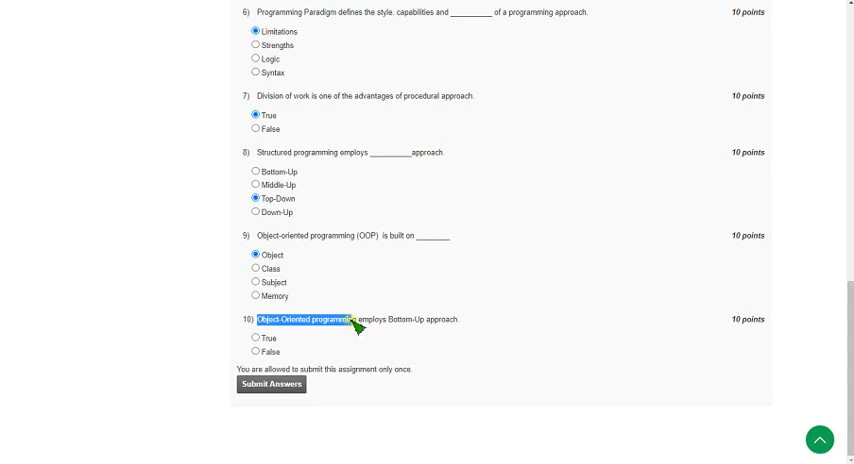 6) Programming Paradigm defines the style, capabilities and __________ of a programming approach. 10 points
Limitations
Strengths
Logic
Syntax
7) Division of work is one of the advantages of procedural approach. 10 points
True
False
8) Structured programming employs __________approach. 10 points
Bottom-Up
Middle-Up
Top-Down
Down-Up
9) Object-oriented programming (OOP) is built on ________ 10 points
Object
Class
Subject
Memory
10) Object-Oriented programming employs Bottom-Up approach. 10 points
True
False
You are allowed to submit this assignment only once.
Submit Answers